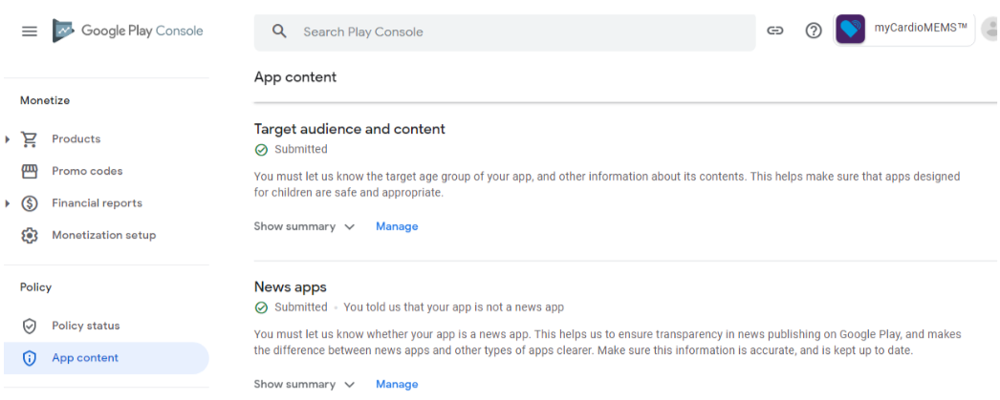 Google Play Console
Search Play Console
myCardioMEMS™
Monetize
Products
Promo codes
Financial reports
Monetization setup
Policy
Policy status
App content
App content
Target audience and content
Submitted
You must let us know the target age group of your app, and other information about its contents. This helps make sure that apps designed
for children are safe and appropriate.
Show summary Manage
News apps
Submitted • You told us that your app is not a news app
You must let us know whether your app is a news app. This helps us to ensure transparency in news publishing on Google Play, and makes
the difference between news apps and other types of apps clearer. Make sure this information is accurate, and is kept up to date.
Show summary Manage